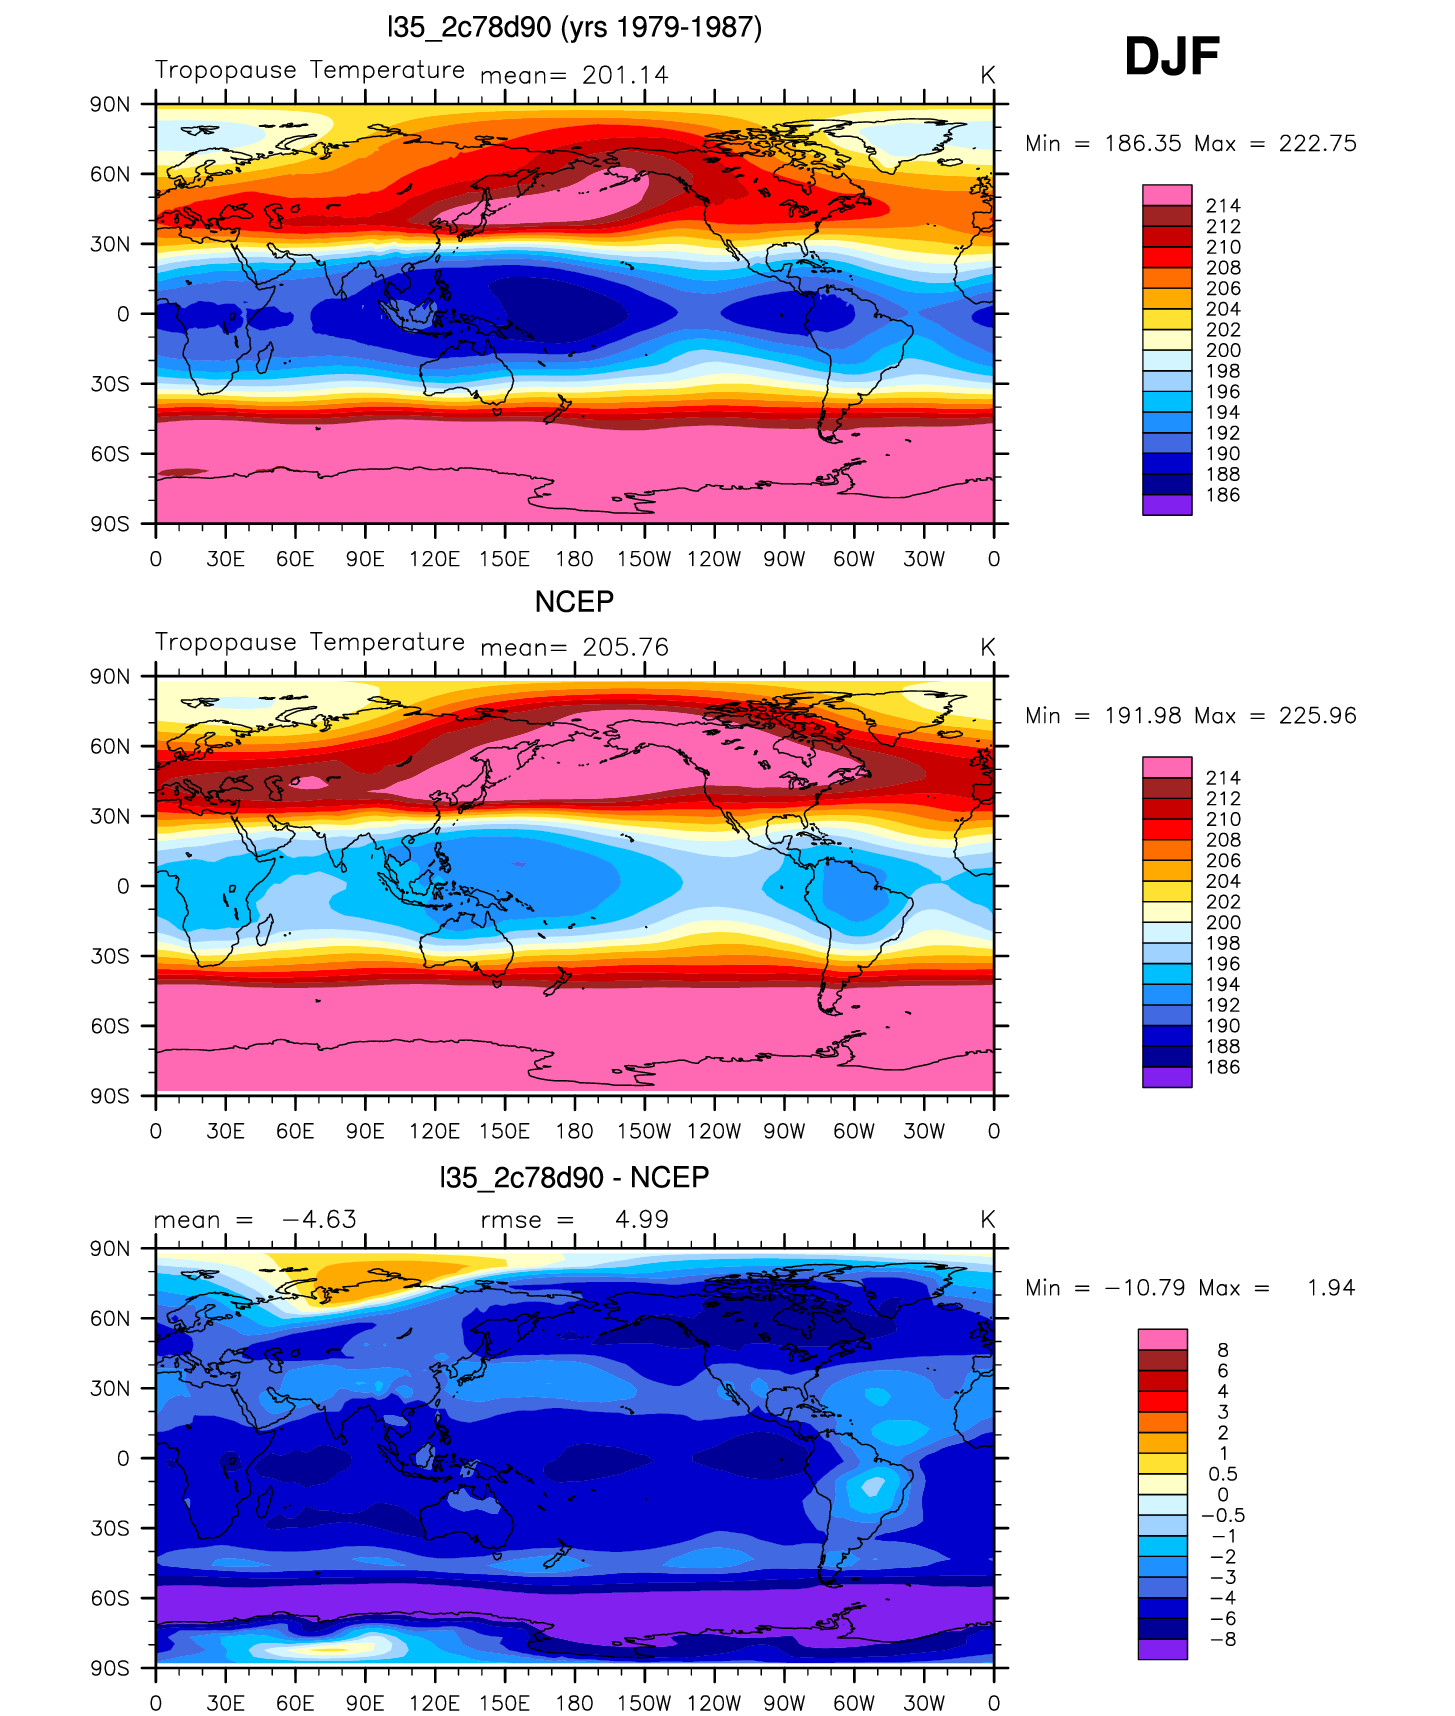 l35_2c78d90 (yrs 1979-1987)
DJF
Tropopause Temperature mean= 201.14 K
Min = 186.35 Max = 222.75
90N
60N
30N
0
30S
60S
90S
0 30E 60E 90E 120E 150E 180 150W 120W 90W 60W 30W 0
214
212
210
208
206
204
202
200
198
196
194
192
190
188
186
NCEP
Tropopause Temperature mean= 205.76 K
Min = 191.98 Max = 225.96
90N
60N
30N
0
30S
60S
90S
0 30E 60E 90E 120E 150E 180 150W 120W 90W 60W 30W 0
214
212
210
208
206
204
202
200
198
196
194
192
190
188
186
l35_2c78d90 - NCEP
mean = −4.63 rmse = 4.99 K
Min = −10.79 Max = 1.94
90N
60N
30N
0
30S
60S
90S
0 30E 60E 90E 120E 150E 180 150W 120W 90W 60W 30W 0
8
6
4
3
2
1
0.5
0
−0.5
−1
−2
−3
−4
−6
−8